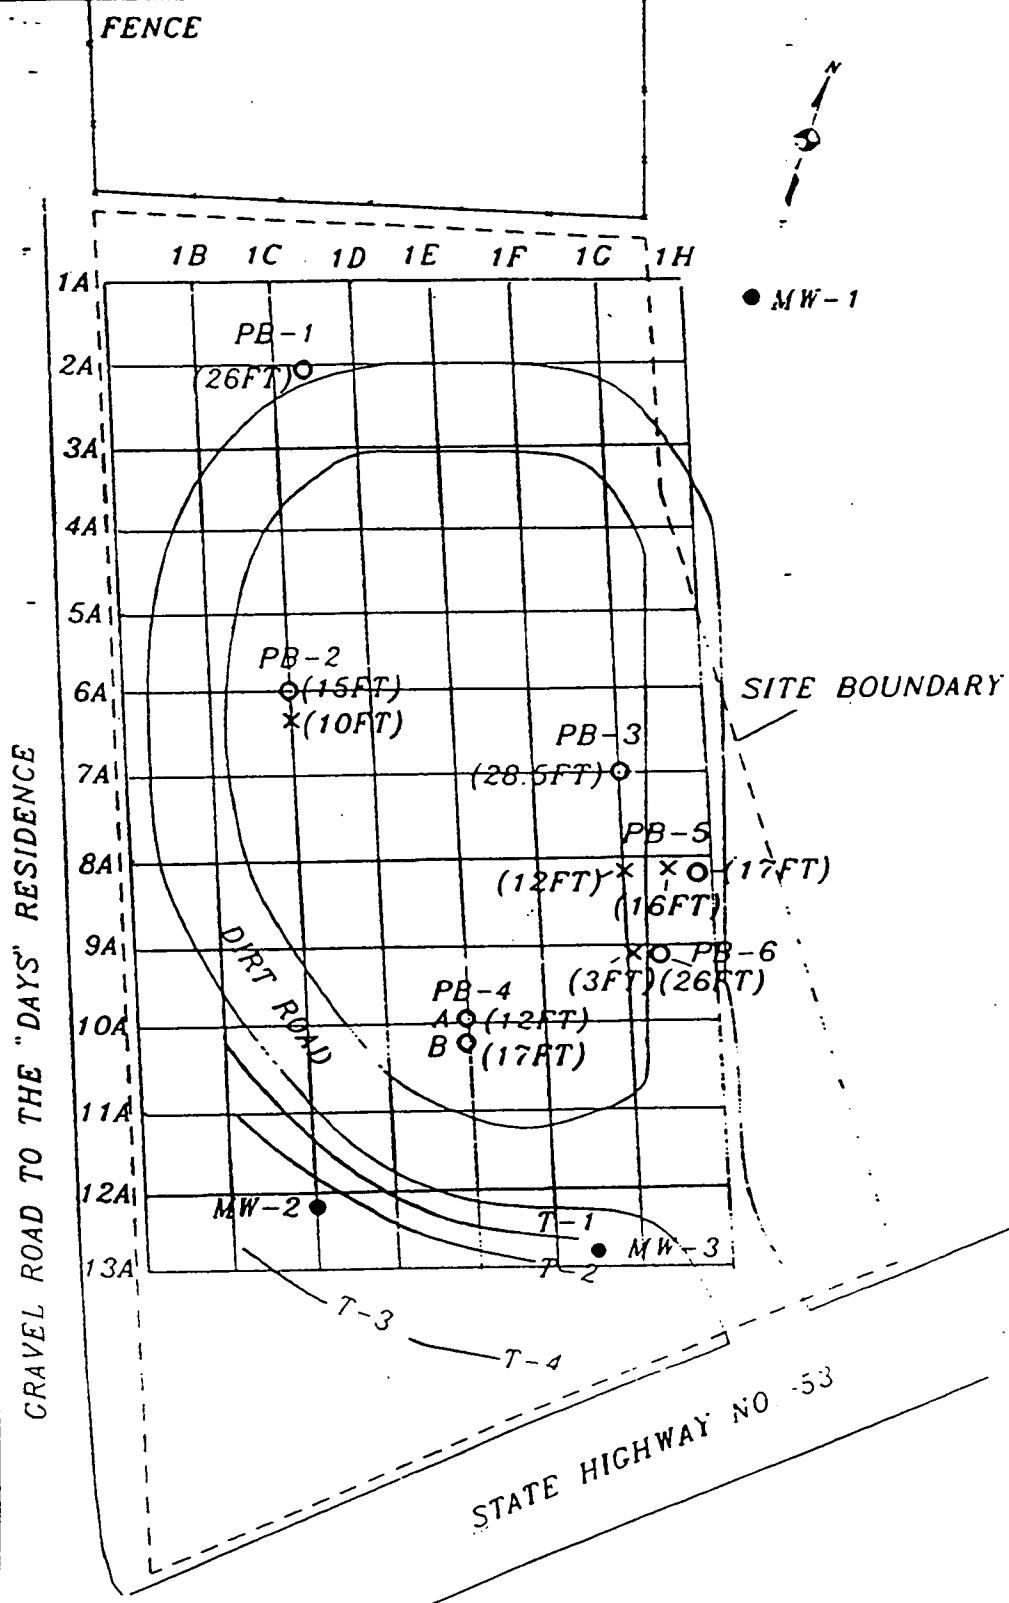 FENCE
N
1B 1C 1D 1E 1F 1G 1H
1A
MW-1
PB-1
2A
(26FT)
3A
4A
5A
PB-2
6A
(15FT)
(10FT)
SITE BOUNDARY
PB-3
7A
(28.5FT)
PB-5
8A
(12FT)
(17FT)
(16FT)
9A
PB-6
(3FT) (26FT)
DIRT ROAD
PB-4
10A
A (12FT)
B (17FT)
11A
12A
MW-2
T-1
MW-3
13A
T-2
T-3
T-4
GRAVEL ROAD TO THE "DAYS" RESIDENCE
STATE HIGHWAY NO -53